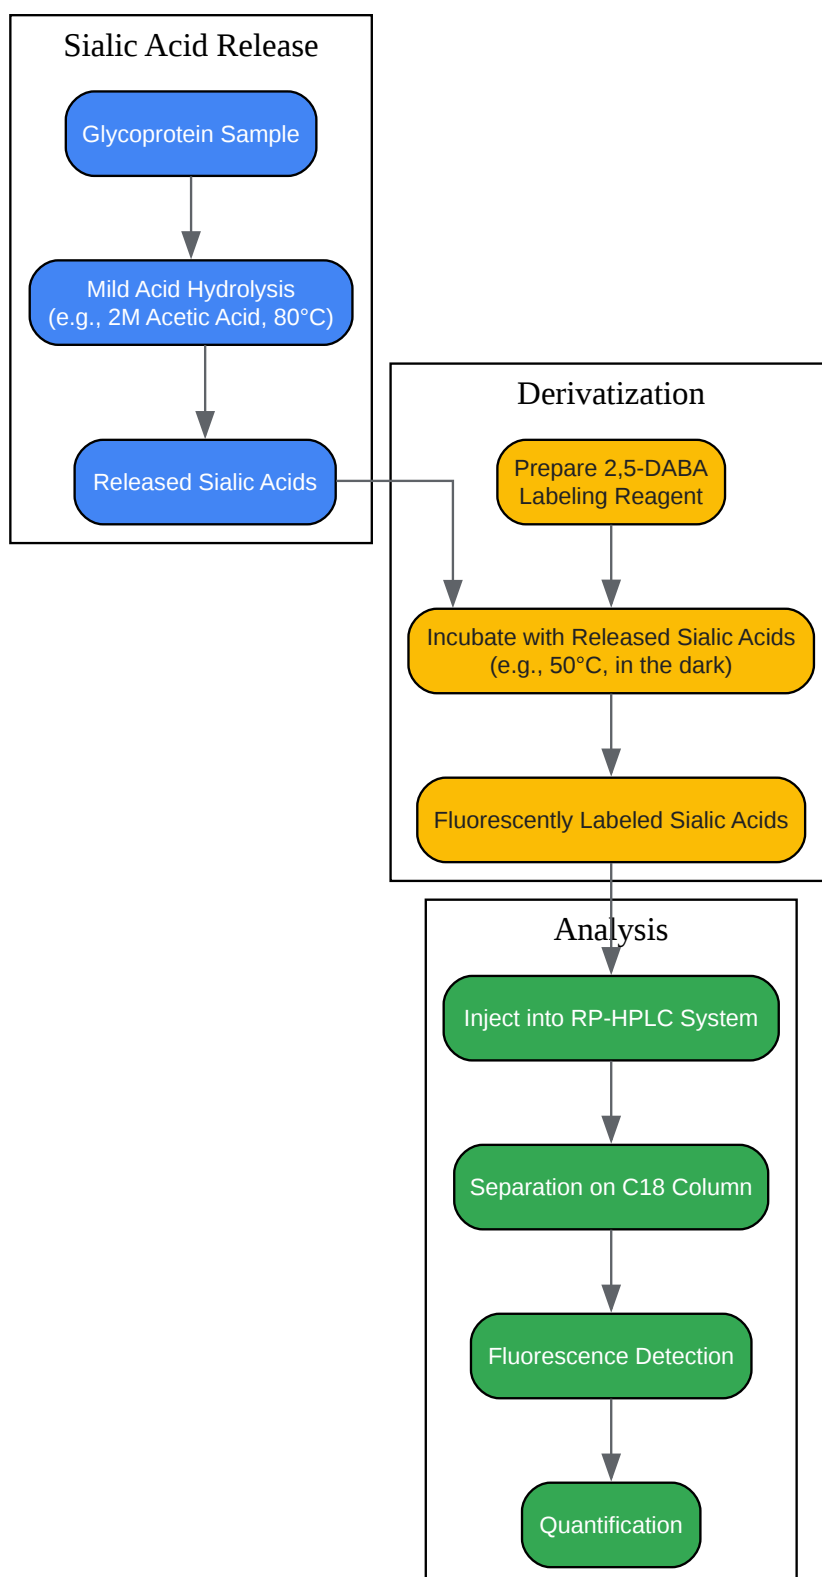 Sialic Acid Release
Glycoprotein Sample
Mild Acid Hydrolysis
(e.g., 2M Acetic Acid, 80°C)
Released Sialic Acids
Derivatization
Prepare 2,5-DABA
Labeling Reagent
Incubate with Released Sialic Acids
(e.g., 50°C, in the dark)
Fluorescently Labeled Sialic Acids
Analysis
Inject into RP-HPLC System
Separation on C18 Column
Fluorescence Detection
Quantification